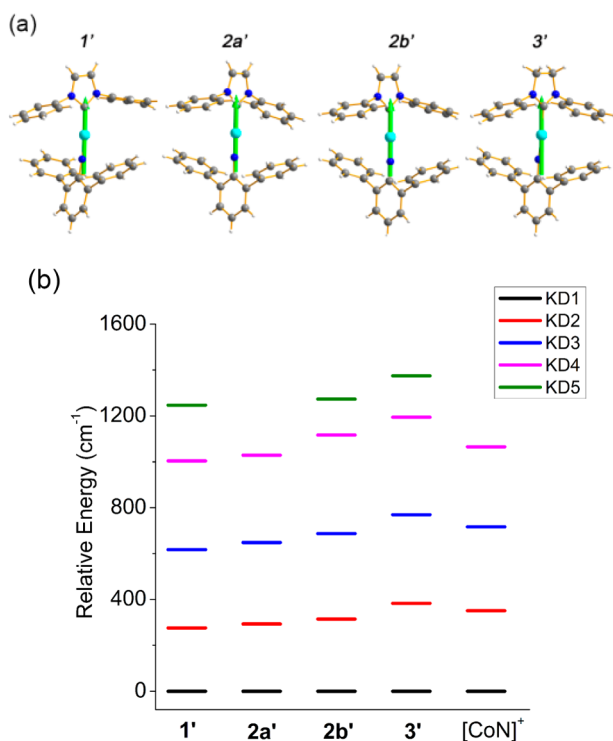 (a)
1' 2a' 2b' 3'
(b)
KD1
KD2
KD3
KD4
KD5
1600
1200
800
400
0
Relative Energy (cm⁻¹)
1' 2a' 2b' 3' [CoN]⁺